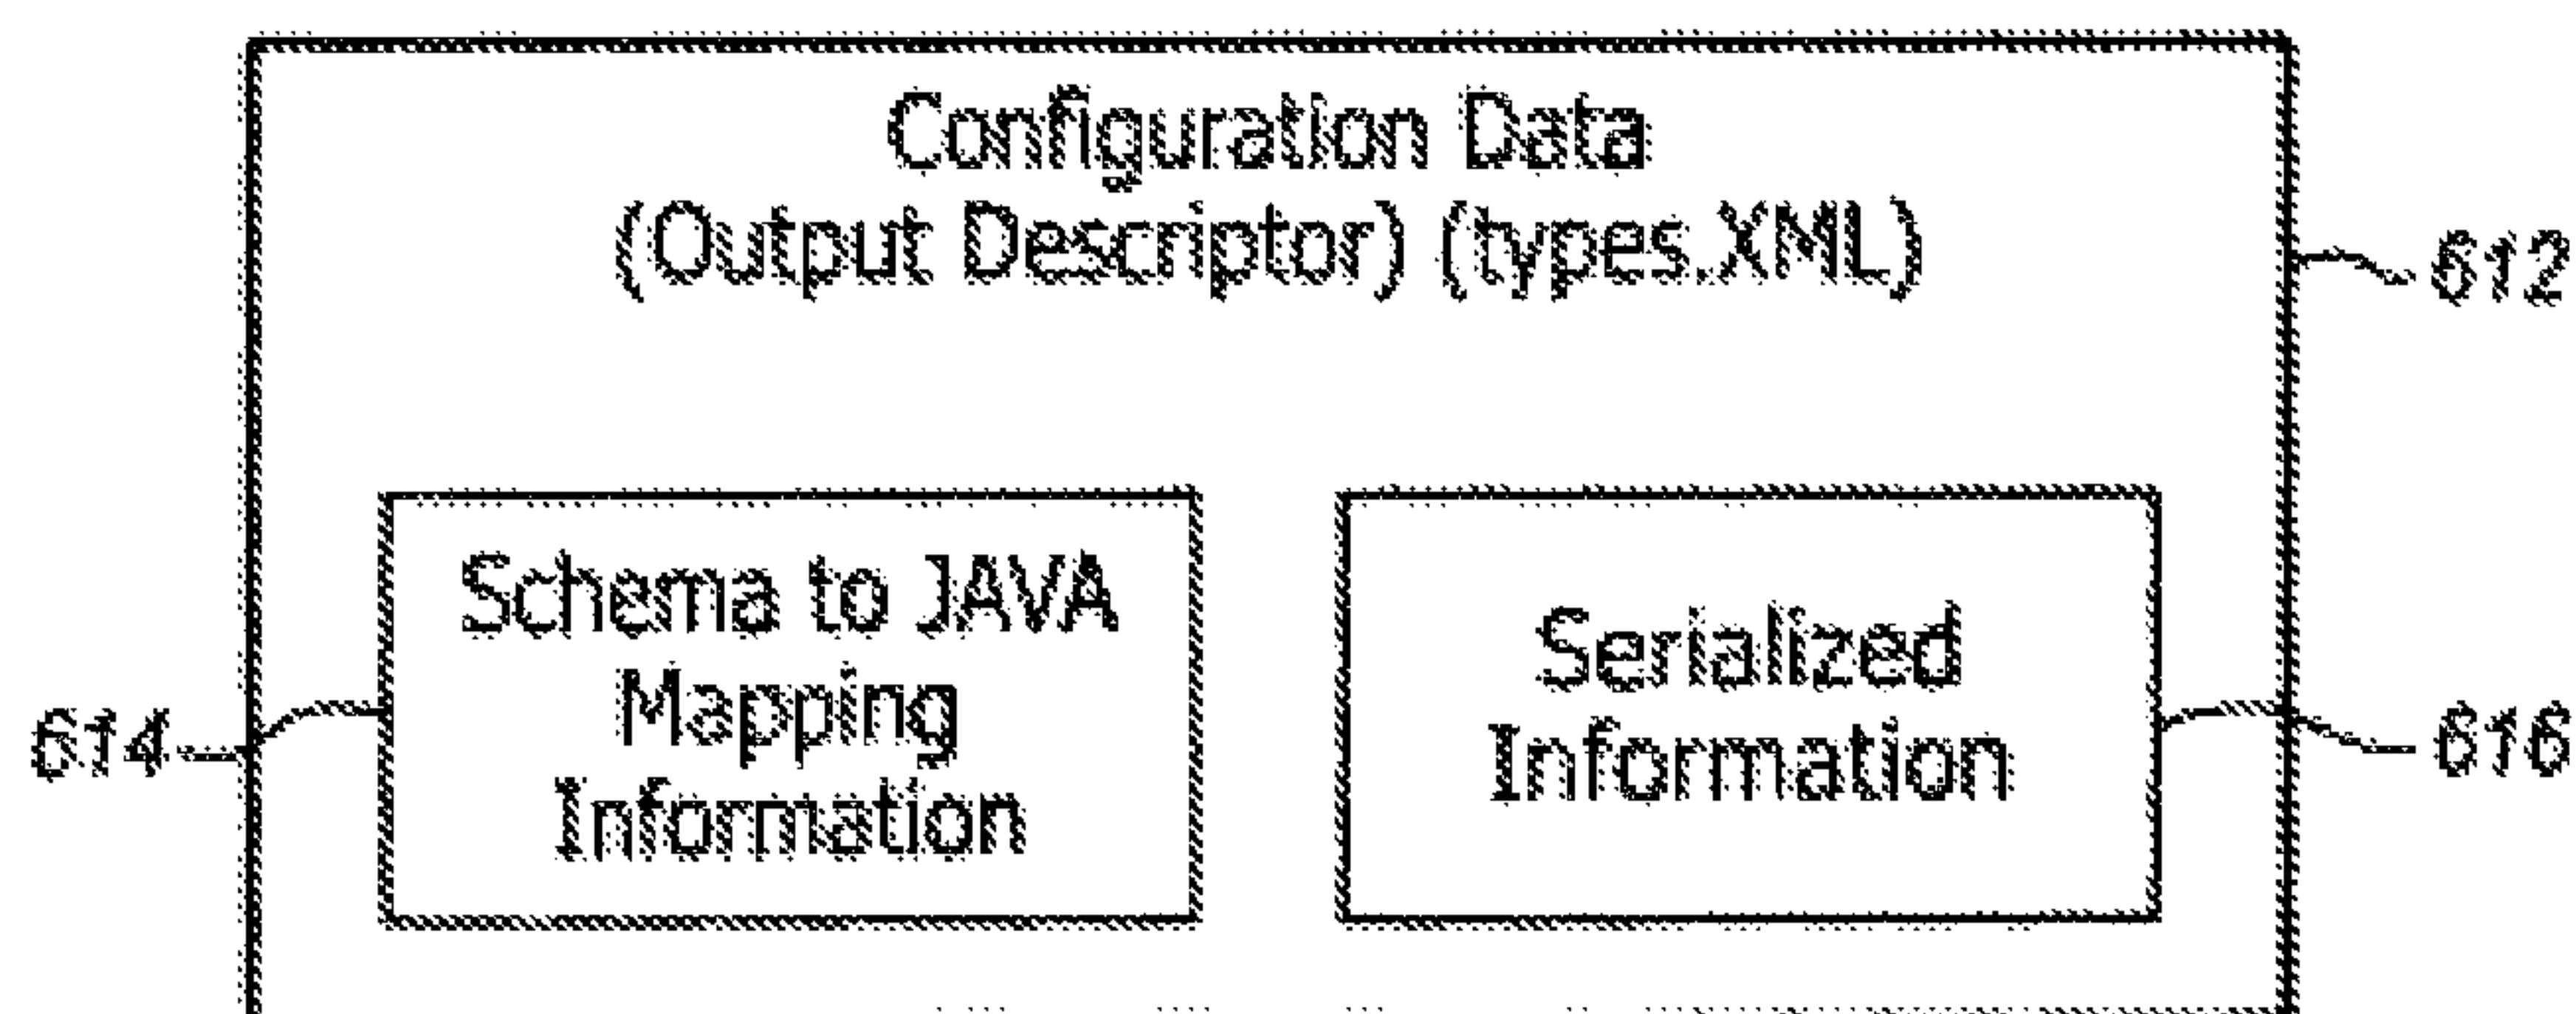 Configuration Data
(Output Descriptor) (types.XML)
612
Schema to JAVA
Mapping
Information
614
Serialized
Information
616